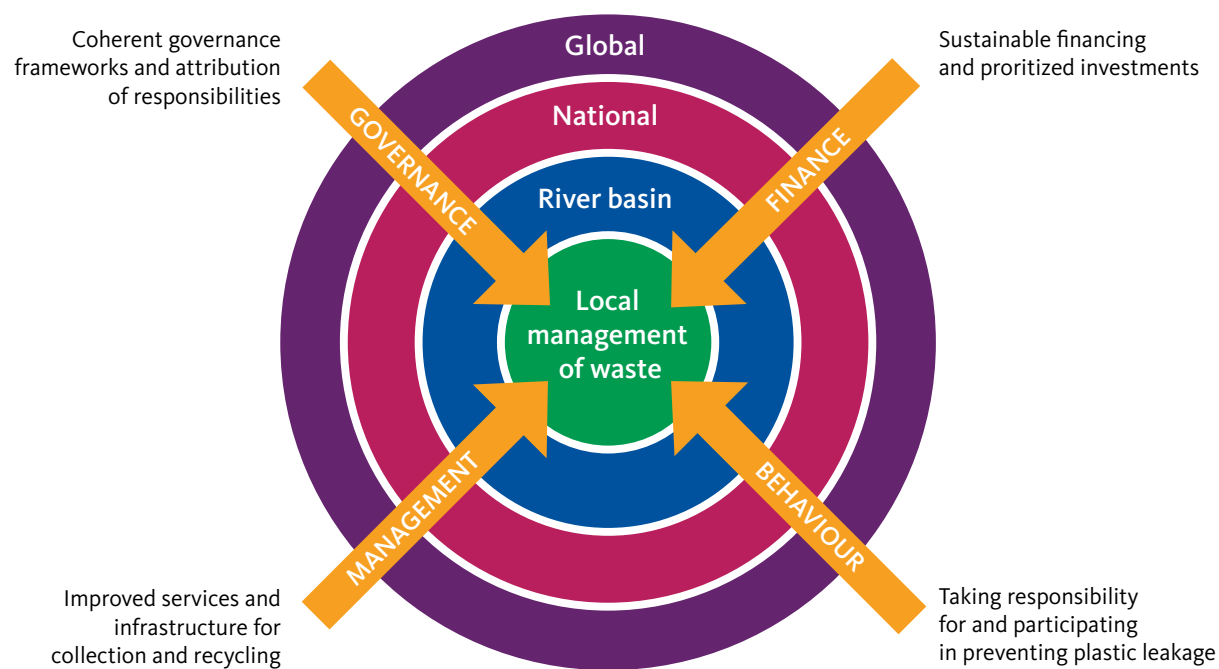 Coherent governance
frameworks and attribution
of responsibilities
Global
Sustainable financing
and proritized investments
National
GOVERNANCE
FINANCE
River basin
Local
management
of waste
MANAGEMENT
BEHAVIOUR
Improved services and
infrastructure for
collection and recycling
Taking responsibility
for and participating
in preventing plastic leakage